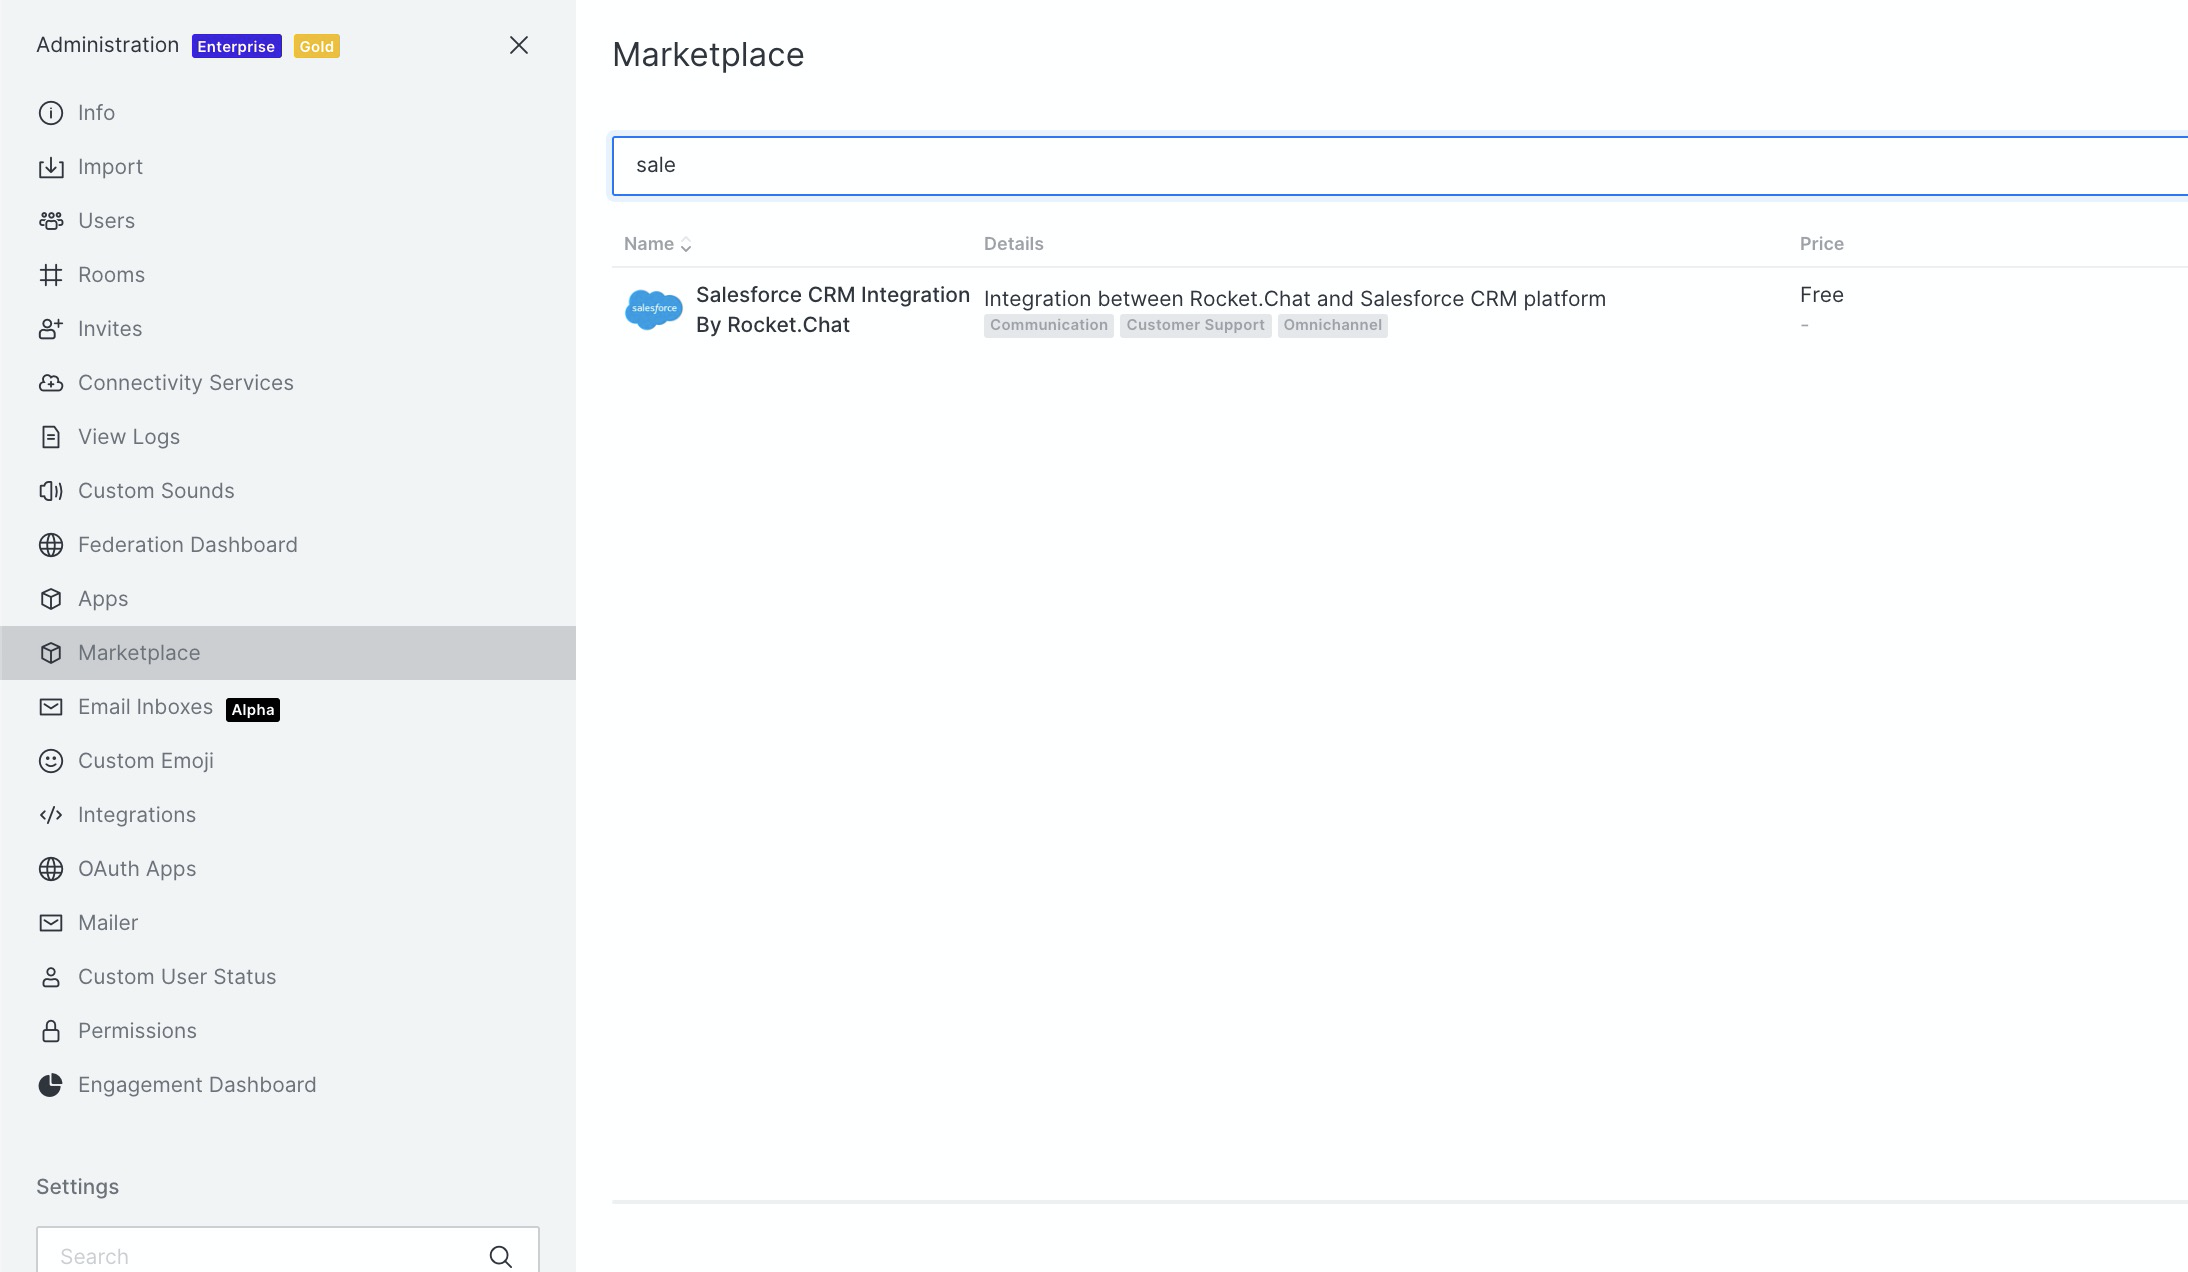 Administration Enterprise Gold
Info
Import
Users
Rooms
Invites
Connectivity Services
View Logs
Custom Sounds
Federation Dashboard
Apps
Marketplace
Email Inboxes Alpha
Custom Emoji
Integrations
OAuth Apps
Mailer
Custom User Status
Permissions
Engagement Dashboard
Settings
Search
Marketplace
sale
Name Details Price
salesforce
Salesforce CRM Integration
By Rocket.Chat
Integration between Rocket.Chat and Salesforce CRM platform
Communication Customer Support Omnichannel
Free
-